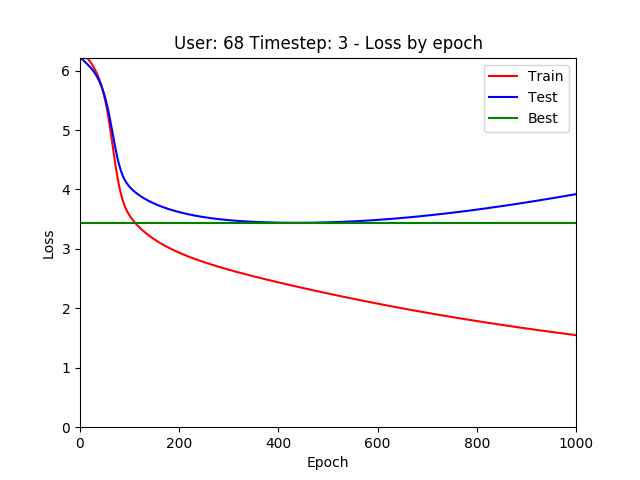 User: 68 Timestep: 3 - Loss by epoch
Train
Test
Best
Loss
6
5
4
3
2
1
0
0 200 400 600 800 1000
Epoch